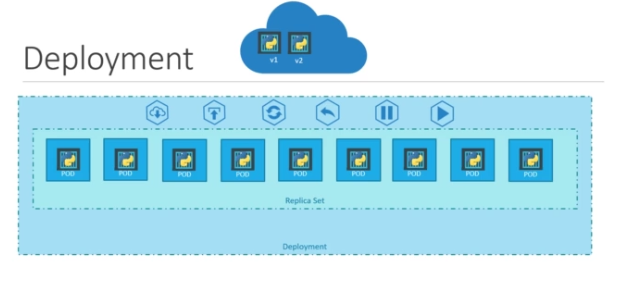 Deployment
v1 v2
POD POD POD POD POD POD POD POD POD
Replica Set
Deployment